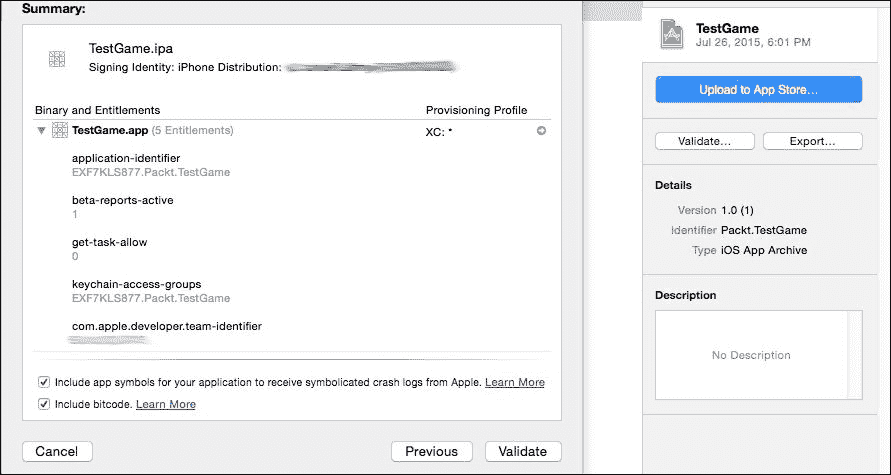 Summary:
TestGame.ipa
Signing Identity: iPhone Distribution:
Binary and Entitlements
Provisioning Profile
TestGame.app (5 Entitlements)
XC: *
application-identifier
EXF7KLS877.Packt.TestGame
beta-reports-active
1
get-task-allow
0
keychain-access-groups
EXF7KLS877.Packt.TestGame
com.apple.developer.team-identifier
Include app symbols for your application to receive symbolicated crash logs from Apple. Learn More
Include bitcode. Learn More
Cancel
Previous
Validate
TestGame
Jul 26, 2015, 6:01 PM
Upload to App Store...
Validate...
Export...
Details
Version 1.0 (1)
Identifier Packt.TestGame
Type iOS App Archive
Description
No Description